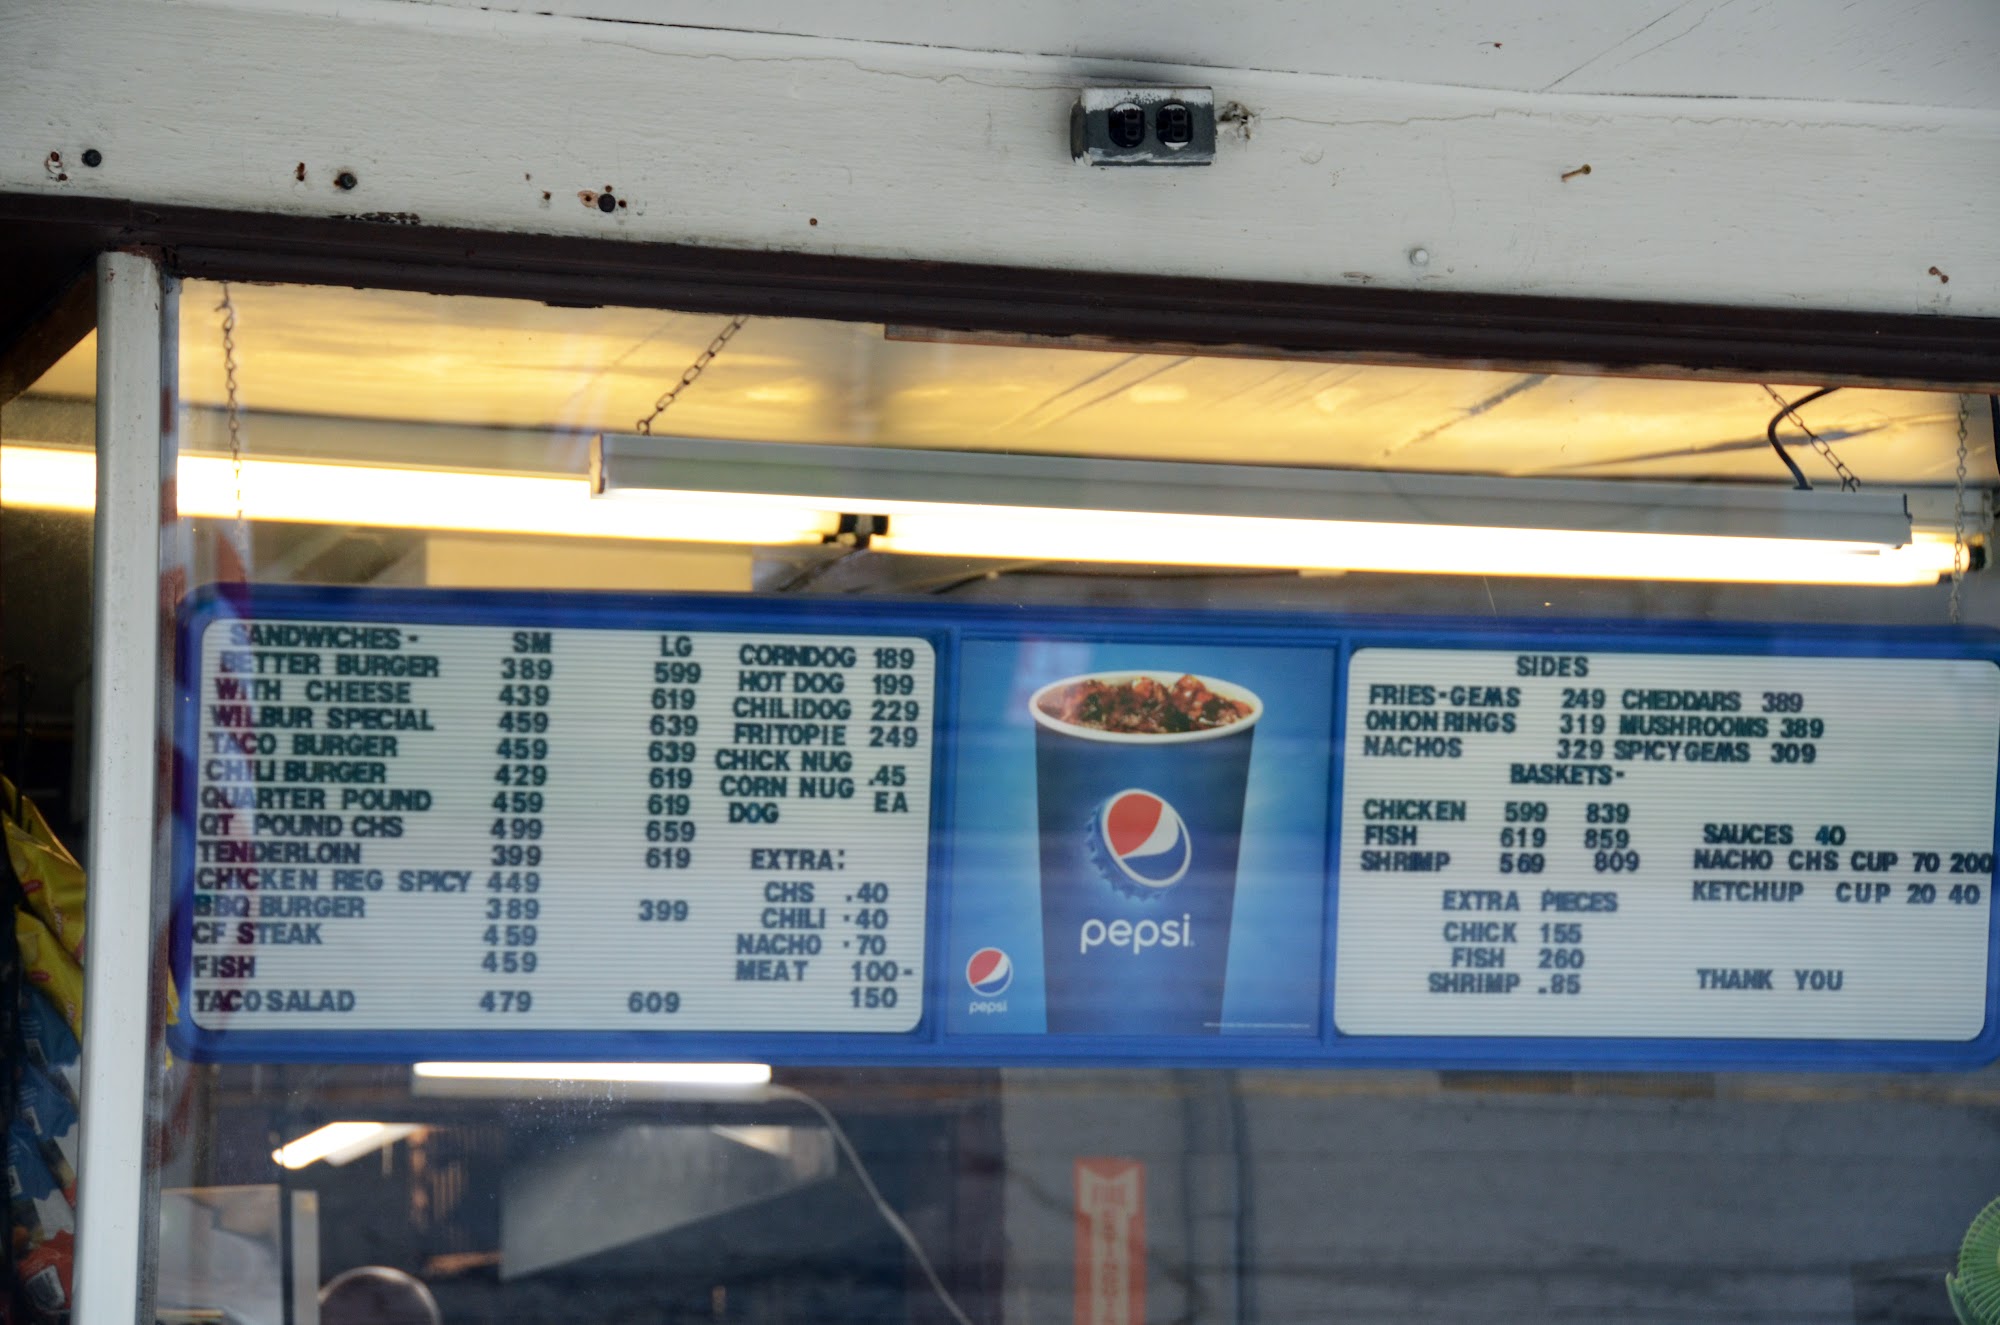 SANDWICHES- SM LG
BETTER BURGER 389 599
WITH CHEESE 439 619
WILBUR SPECIAL 459 639
TACO BURGER 459 639
CHILI BURGER 429 619
QUARTER POUND 459 619
QT POUND CHS 499 659
TENDERLOIN 399 619
CHICKEN REG SPICY 449
BBQ BURGER 389 399
CF STEAK 459
FISH 459
TACO SALAD 479 609
CORNDOG 189
HOT DOG 199
CHILIDOG 229
FRITOPIE 249
CHICK NUG
CORN NUG .45
DOG EA
EXTRA:
CHS .40
CHILI .40
NACHO .70
MEAT 100-
150
pepsi
pepsi
SIDES
FRIES-GEMS 249 CHEDDARS 389
ONION RINGS 319 MUSHROOMS 389
NACHOS 329 SPICY GEMS 309
BASKETS-
CHICKEN 599 839
FISH 619 859
SHRIMP 569 809
EXTRA PIECES
CHICK 155
FISH 260
SHRIMP .85
SAUCES 40
NACHO CHS CUP 70 200
KETCHUP CUP 20 40
THANK YOU